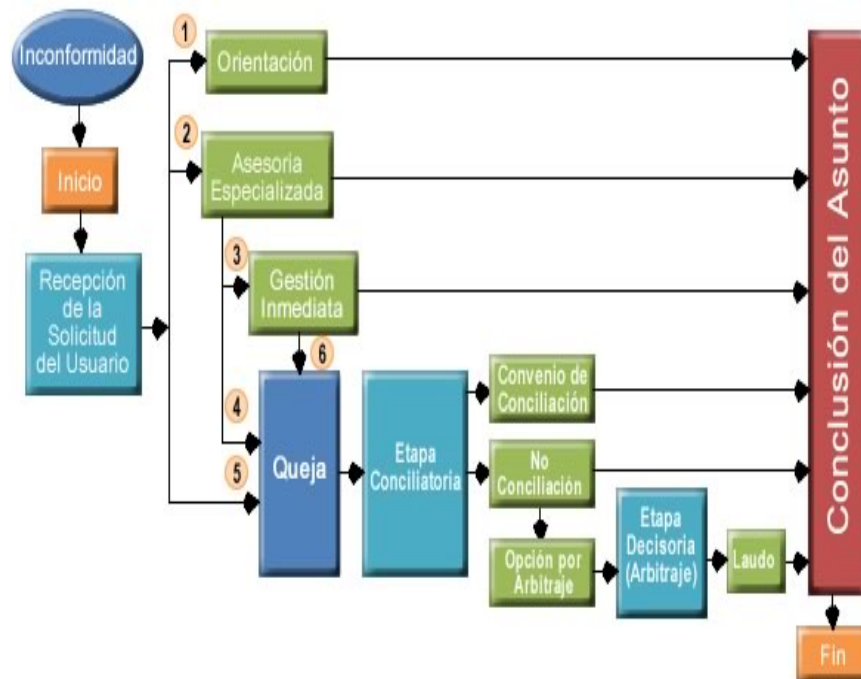 Inconformidad
Inicio
Recepción
de la
Solicitud
del Usuario
1
Orientación
2
Asesoria
Especializada
3
Gestión
Inmediata
6
4
5
Queja
Etapa
Conciliatoria
Convenio de
Conciliación
No
Conciliación
Opción por
Arbitraje
Etapa
Decisoria
(Arbitraje)
Laudo
Conclusión del Asunto
Fin